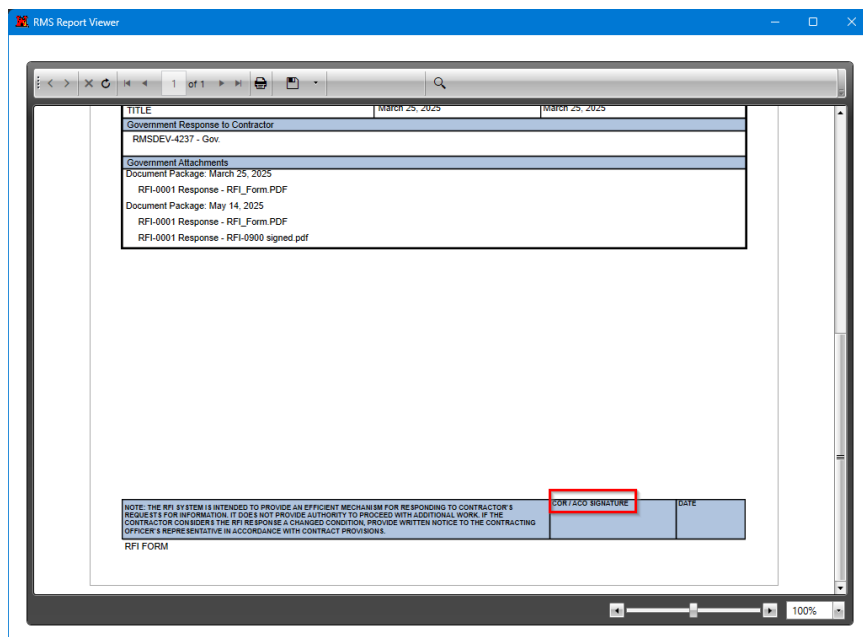 RMS Report Viewer
1 of 1
TITLE March 25, 2025 March 25, 2025
Government Response to Contractor
RMSDEV-4237 - Gov.
Government Attachments
Document Package: March 25, 2025
RFI-0001 Response - RFI_Form.PDF
Document Package: May 14, 2025
RFI-0001 Response - RFI_Form.PDF
RFI-0001 Response - RFI-0900 signed.pdf
NOTE: THE RFI SYSTEM IS INTENDED TO PROVIDE AN EFFICIENT MECHANISM FOR RESPONDING TO CONTRACTOR'S
REQUESTS FOR INFORMATION. IT DOES NOT PROVIDE AUTHORITY TO PROCEED WITH ADDITIONAL WORK. IF THE
CONTRACTOR CONSIDERS THE RFI RESPONSE A CHANGED CONDITION, PROVIDE WRITTEN NOTICE TO THE CONTRACTING
OFFICER'S REPRESENTATIVE IN ACCORDANCE WITH CONTRACT PROVISIONS.
COR / ACO SIGNATURE
DATE
RFI FORM
100%